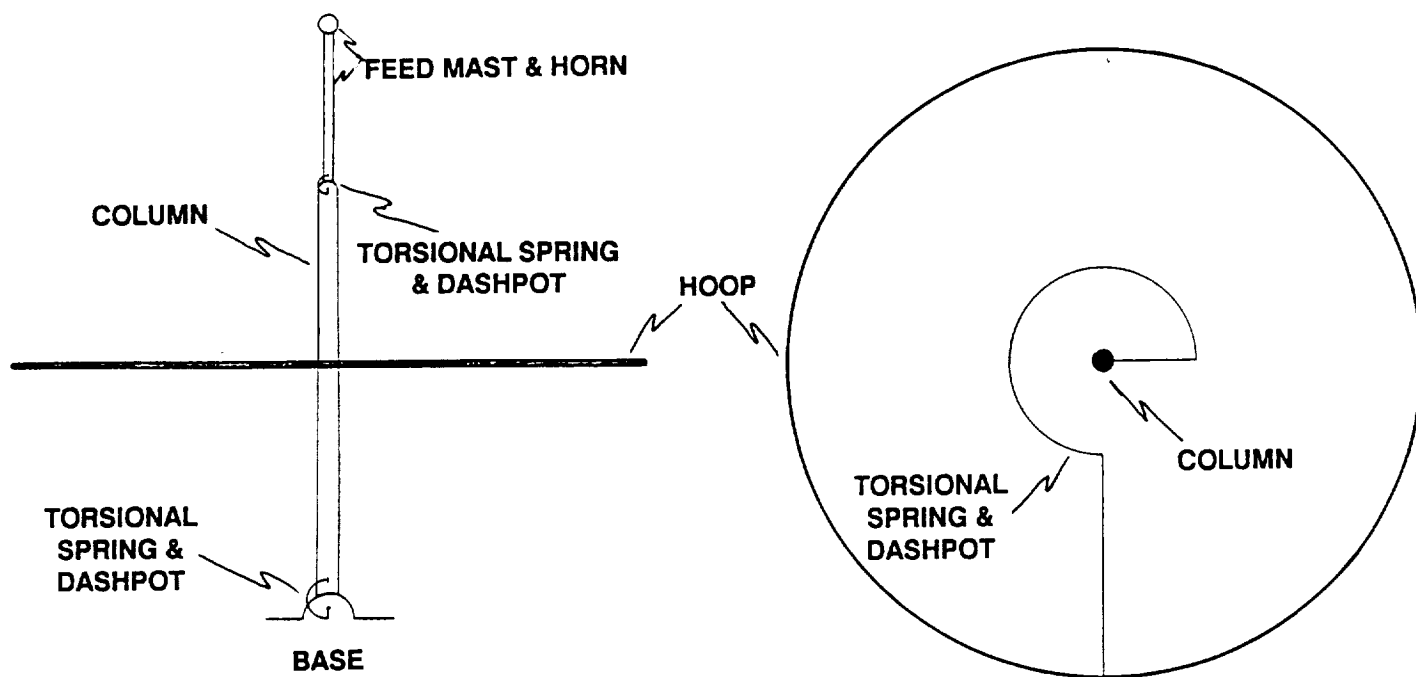 FEED MAST & HORN
COLUMN
TORSIONAL SPRING
& DASHPOT
HOOP
TORSIONAL
SPRING &
DASHPOT
BASE
COLUMN
TORSIONAL
SPRING &
DASHPOT